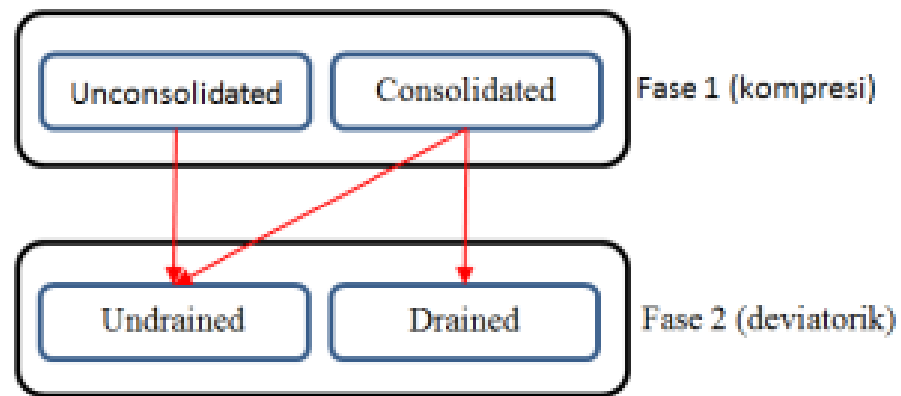 Unconsolidated
Consolidated
Fase 1 (kompresi)
Undrained
Drained
Fase 2 (deviatorik)